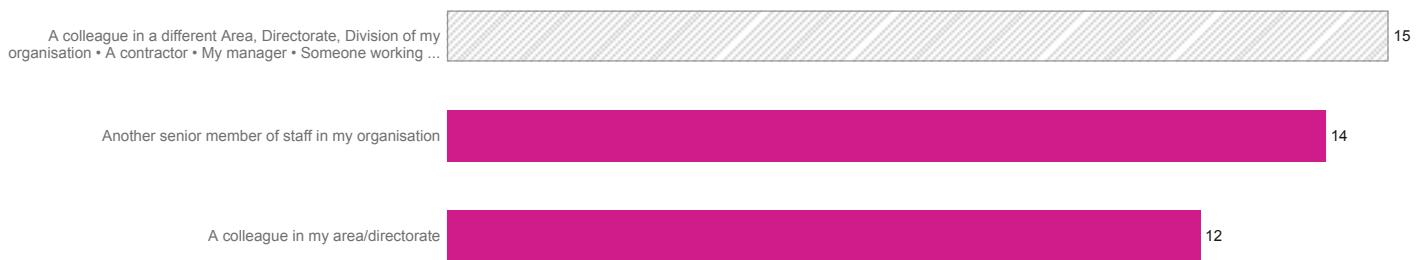 A colleague in a different Area, Directorate, Division of my
organisation • A contractor • My manager • Someone working ...
15
Another senior member of staff in my organisation
14
A colleague in my area/directorate
12